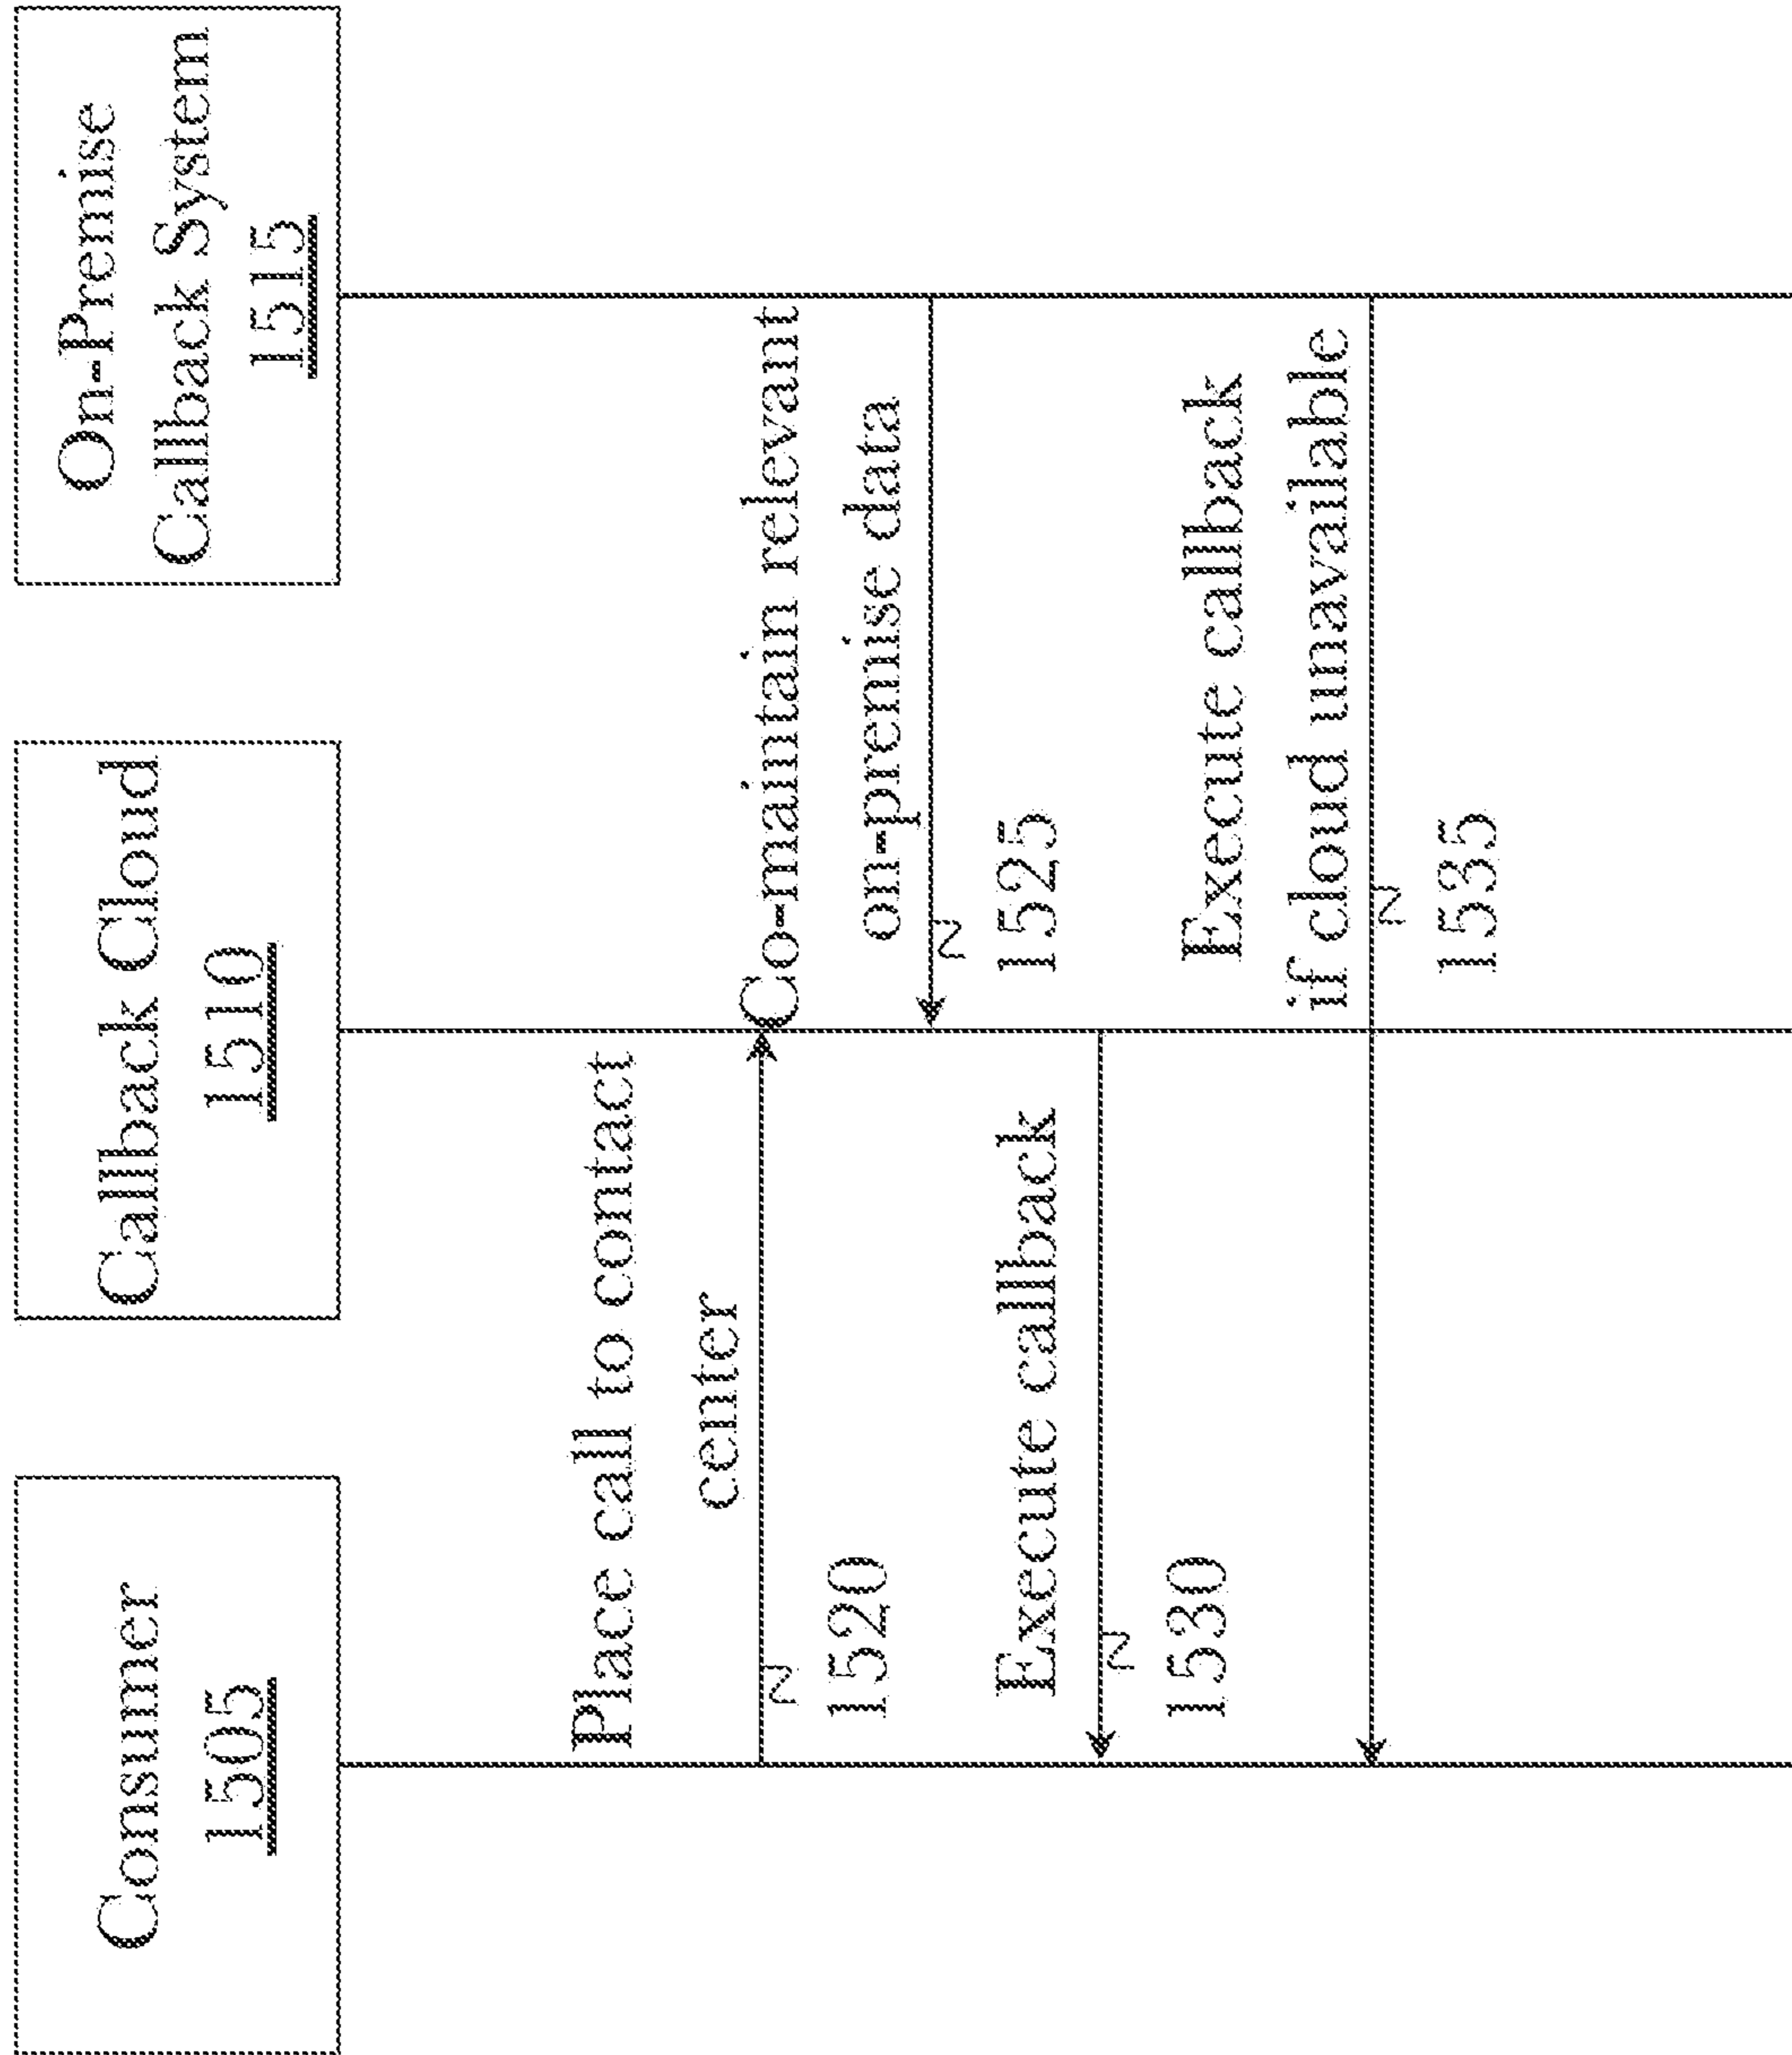 Consumer
1505
Callback Cloud
1510
On-Premise
Callback System
1515
Place call to contact
center
1520
Co-maintain relevant
on-premise data
1525
Execute callback
1530
Execute callback
if cloud unavailable
1535